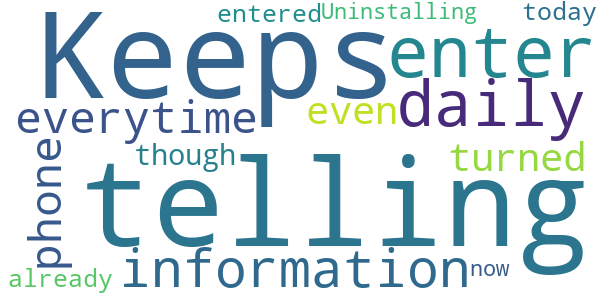 entered
Uninstalling
today
Keeps
enter
daily
everytime
even
though
turned
phone
telling
information
now
already